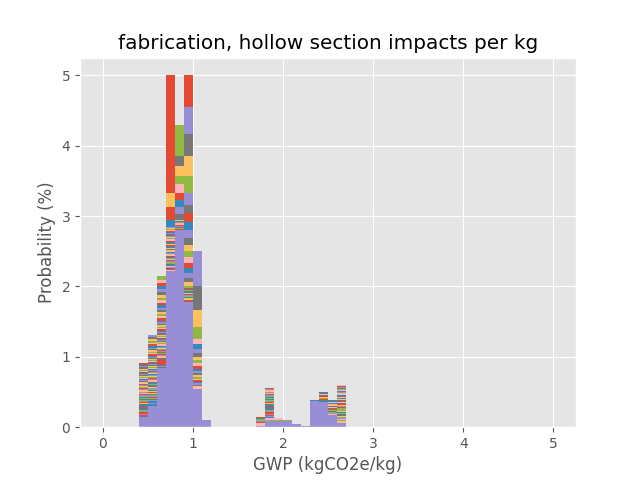 fabrication, hollow section impacts per kg
5
4
3
2
1
0
Probability (%)
0 1 2 3 4 5
GWP (kgCO2e/kg)